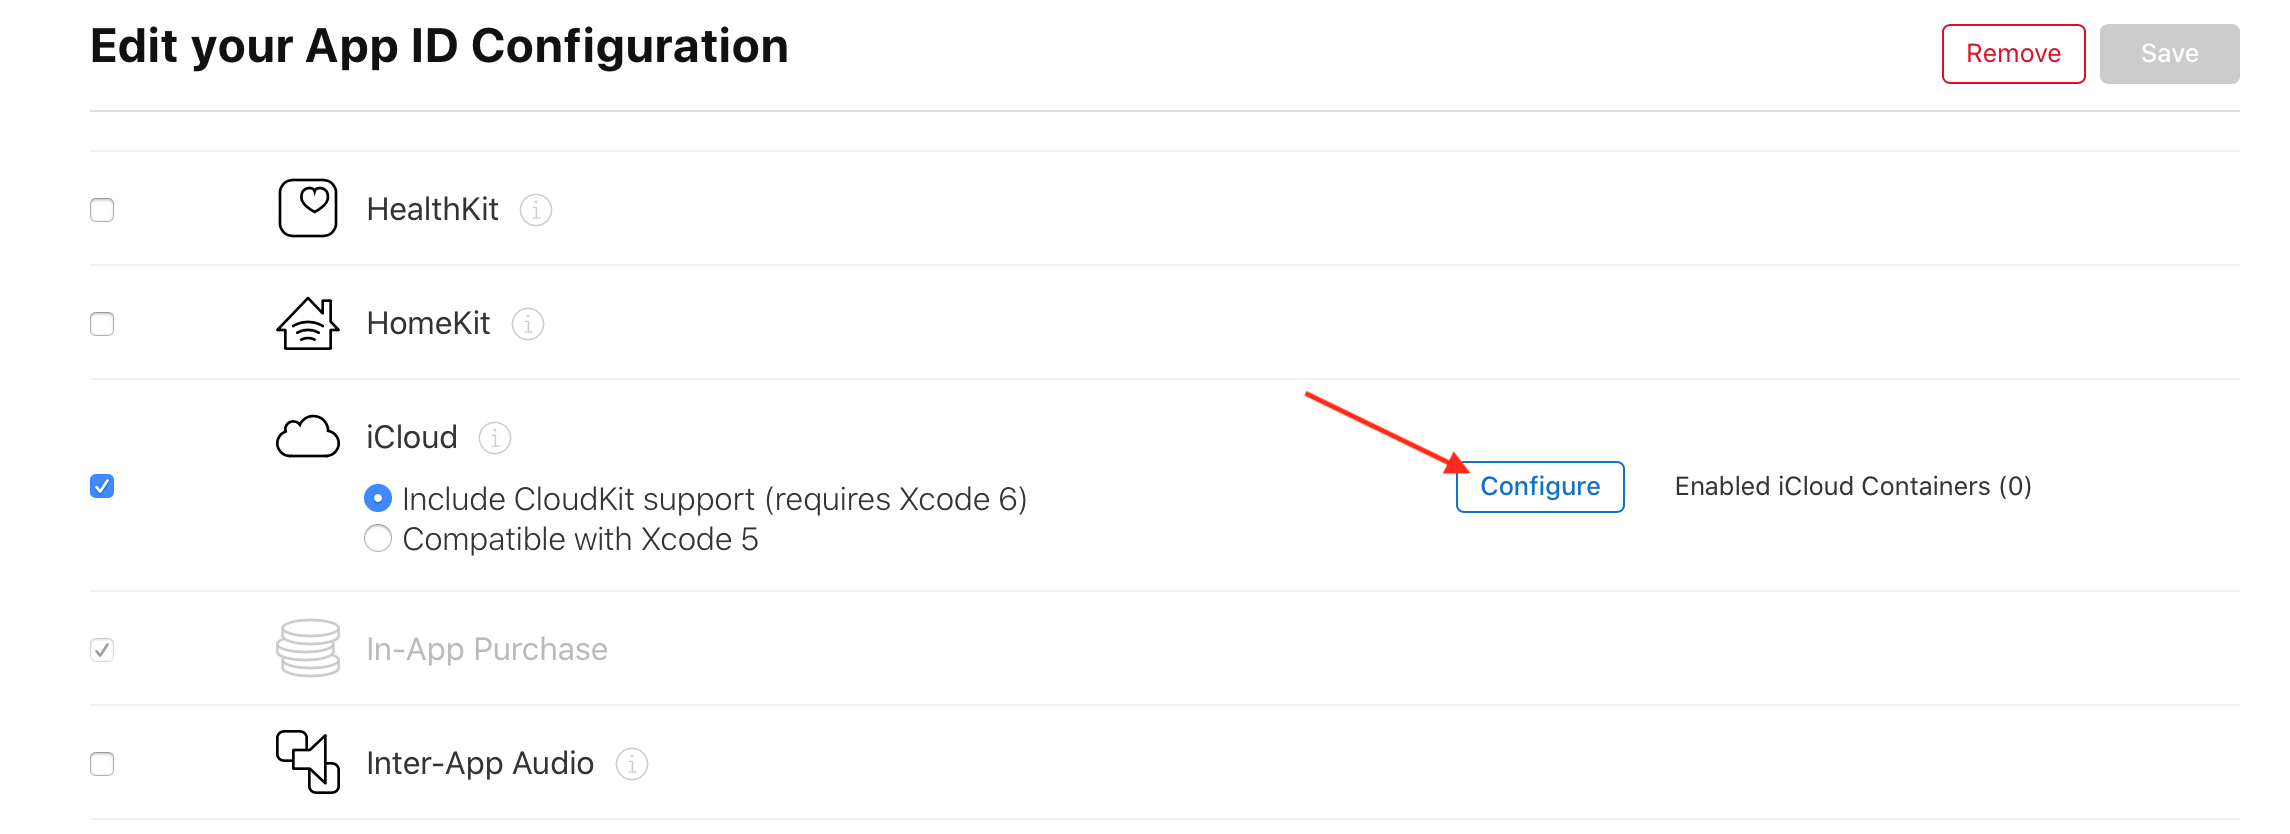 Edit your App ID Configuration
Remove
Save
HealthKit
HomeKit
iCloud
Include CloudKit support (requires Xcode 6)
Compatible with Xcode 5
Configure
Enabled iCloud Containers (0)
In-App Purchase
Inter-App Audio